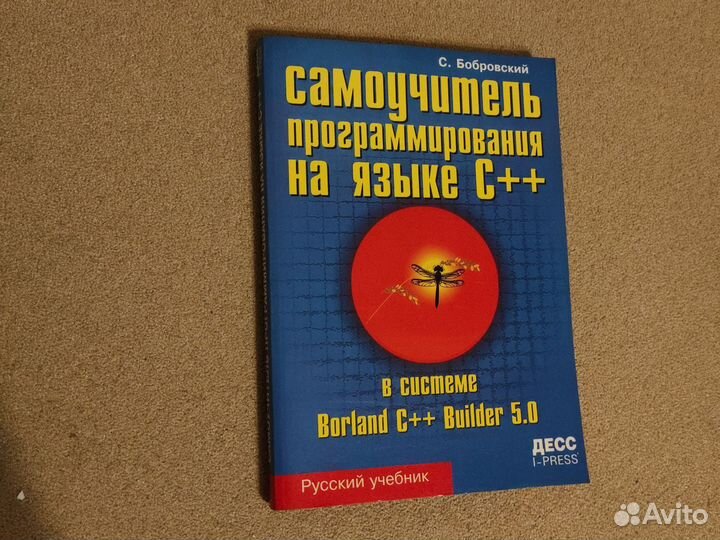 С. Бобровский
самоучитель
программирования
на языке C++
в системе
Borland C++ Builder 5.0
ДЕСС
I-PRESS
Русский учебник
Avito